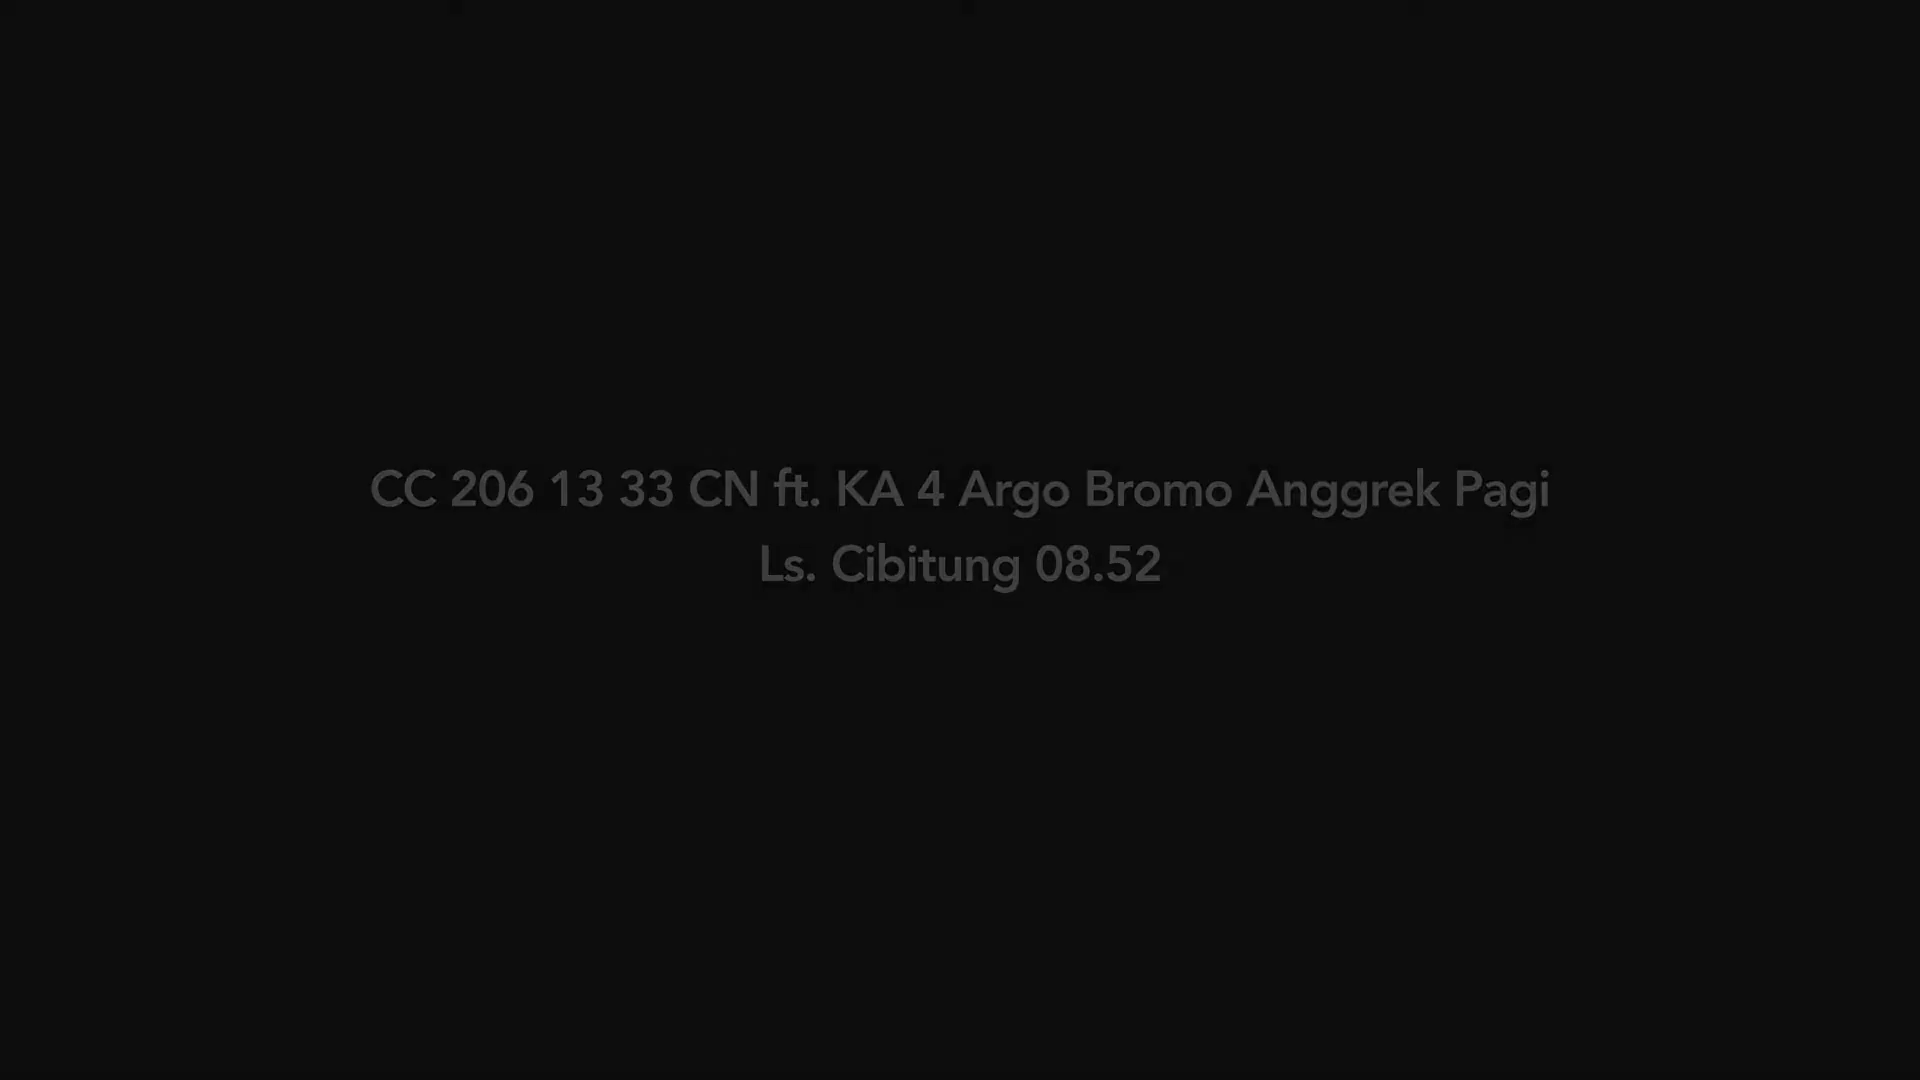 CC 206 13 33 CN ft. KA 4 Argo Bromo Anggrek Pagi
Ls. Cibitung 08.52